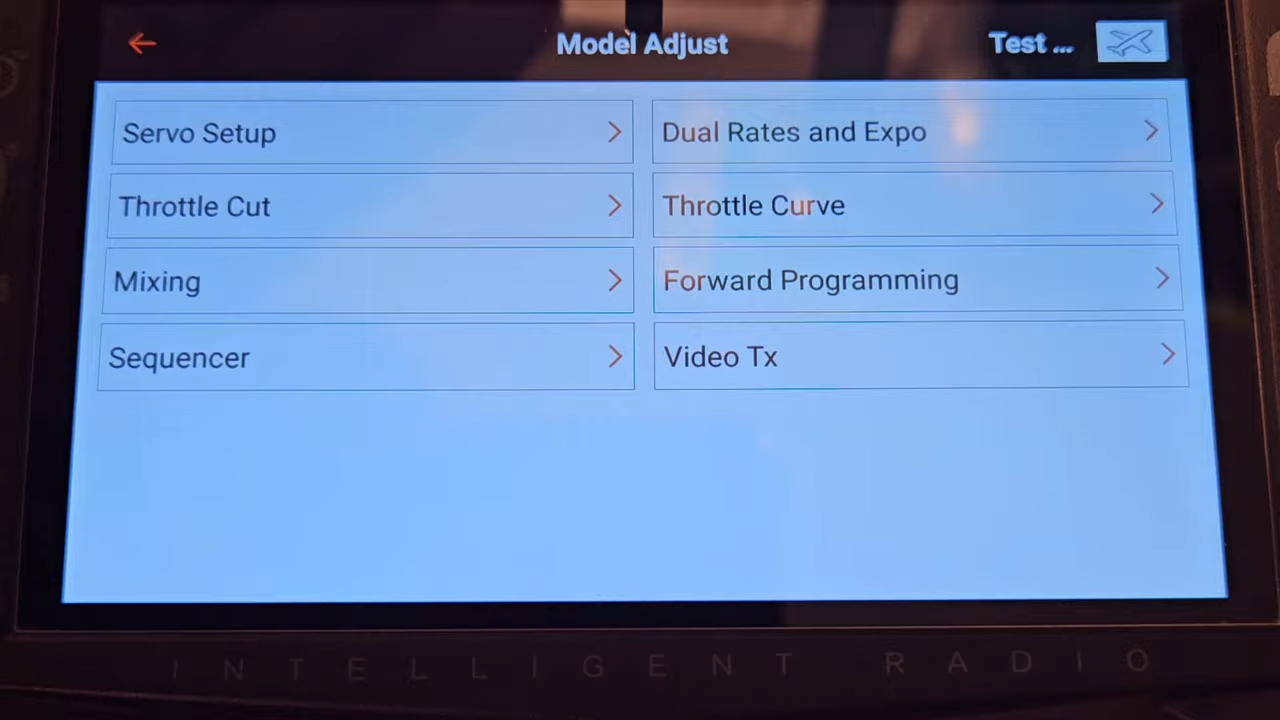 Model Adjust
Test ...
Servo Setup
Dual Rates and Expo
Throttle Cut
Throttle Curve
Mixing
Forward Programming
Sequencer
Video Tx
INTELLIGENT RADIO